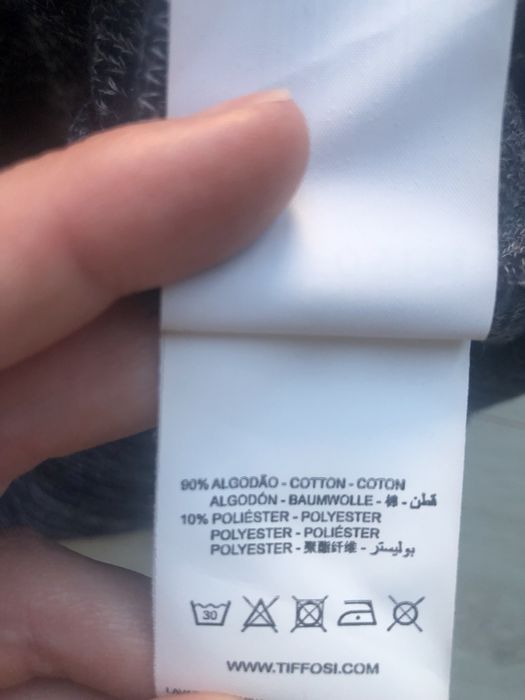 90% ALGODÃO - COTTON - COTON
ALGODÓN - BAUMWOLLE - 棉 - قطن
10% POLIÉSTER - POLYESTER
POLYESTER - POLIÉSTER
POLYESTER - 聚酯纤维 - بوليستر
30
WWW.TIFFOSI.COM